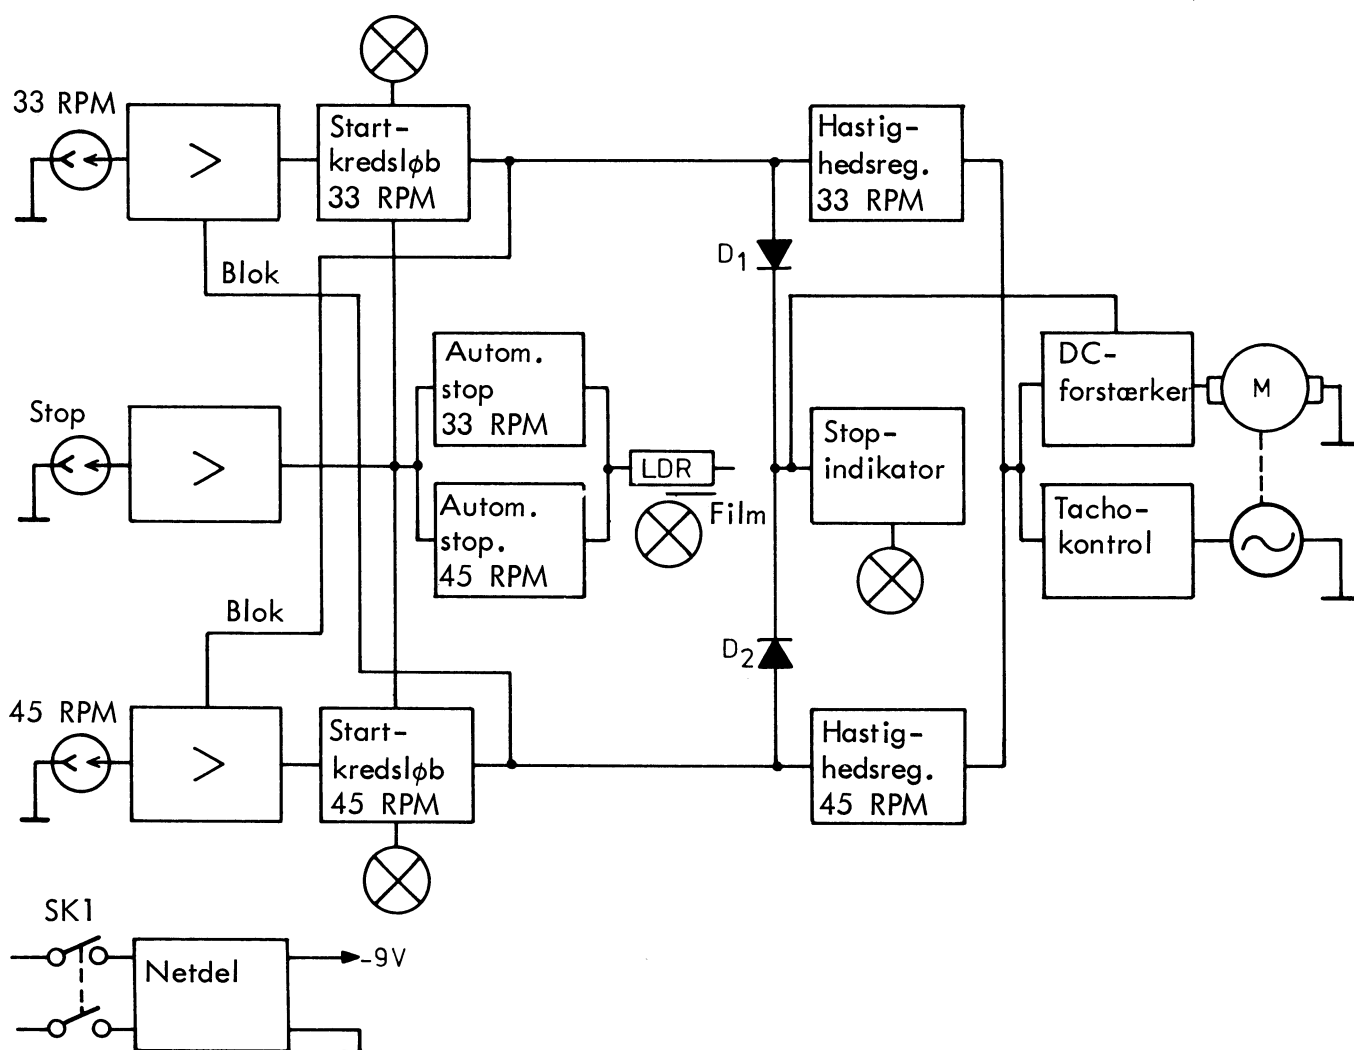 33 RPM
>
Start-
kredsløb
33 RPM
Hastig-
hedsreg.
33 RPM
D1
Blok
Autom.
stop
33 RPM
DC-
forstærker
M
Stop
>
Stop-
indikator
LDR
Film
Autom.
stop.
45 RPM
Tacho-
kontrol
Blok
D2
45 RPM
>
Start-
kredsløb
45 RPM
Hastig-
hedsreg.
45 RPM
SK1
Netdel
-9V